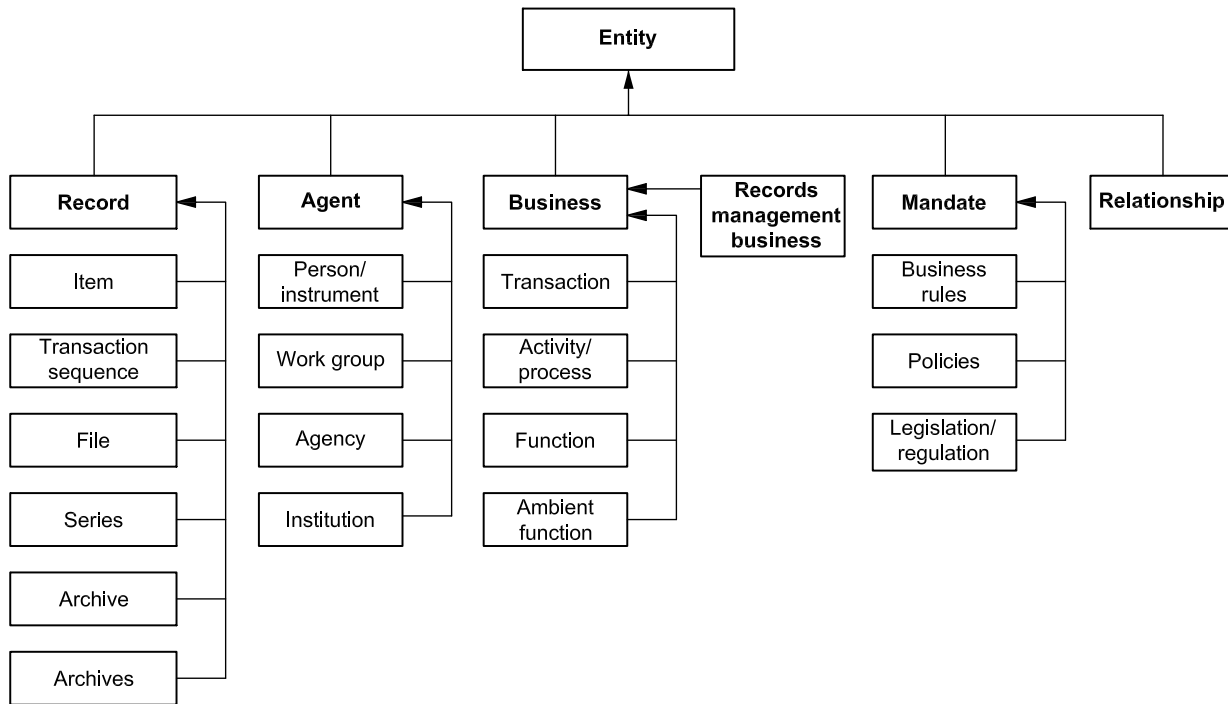 Entity
Record
Agent
Business
Records
management
business
Mandate
Relationship
Item
Transaction
sequence
File
Series
Archive
Archives
Person/
instrument
Work group
Agency
Institution
Transaction
Activity/
process
Function
Ambient
function
Business
rules
Policies
Legislation/
regulation